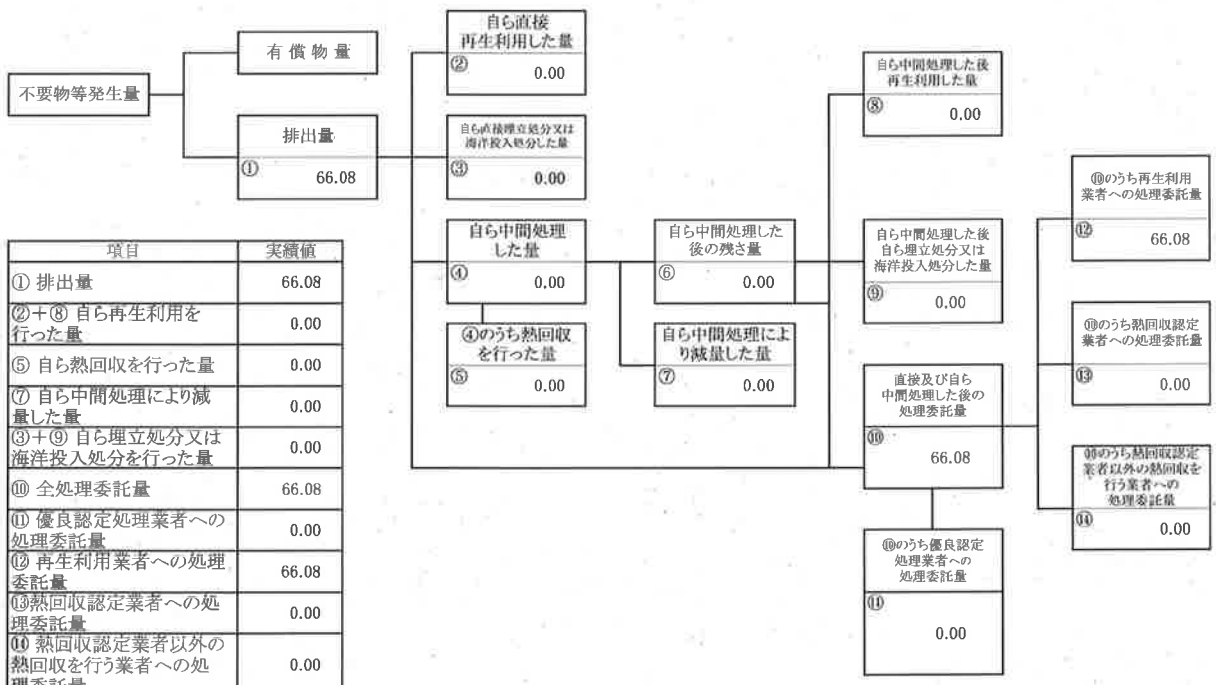 不要物等発生量
有償物量
排出量
① 66.08
自ら直接
再生利用した量
② 0.00
自ら直接埋立処分又は
海洋投入処分した量
③ 0.00
自ら中間処理
した量
④ 0.00
④のうち熱回収
を行った量
⑤ 0.00
自ら中間処理した
後の残さ量
⑥ 0.00
自ら中間処理によ
り減量した量
⑦ 0.00
自ら中間処理した後
再生利用した量
⑧ 0.00
自ら中間処理した後
自ら埋立処分又は
海洋投入処分した量
⑨ 0.00
直接及び自ら
中間処理した後の
処理委託量
⑩ 66.08
⑩のうち優良認定
処理業者への
処理委託量
⑪ 0.00
⑩のうち再生利用
業者への処理委託量
⑫ 66.08
⑩のうち熱回収認定
業者への処理委託量
⑬ 0.00
⑩のうち熱回収認定
業者以外の熱回収を
行う業者への
処理委託量
⑭ 0.00
項目 実績値
① 排出量 66.08
②+⑧ 自ら再生利用を
行った量 0.00
⑤ 自ら熱回収を行った量 0.00
⑦ 自ら中間処理により減
量した量 0.00
③+⑨ 自ら埋立処分又は
海洋投入処分を行った量 0.00
⑩ 全処理委託量 66.08
⑪ 優良認定処理業者への
処理委託量 0.00
⑫ 再生利用業者への処理
委託量 66.08
⑬熱回収認定業者への処
理委託量 0.00
⑭ 熱回収認定業者以外の
熱回収を行う業者への処
理委託量 0.00